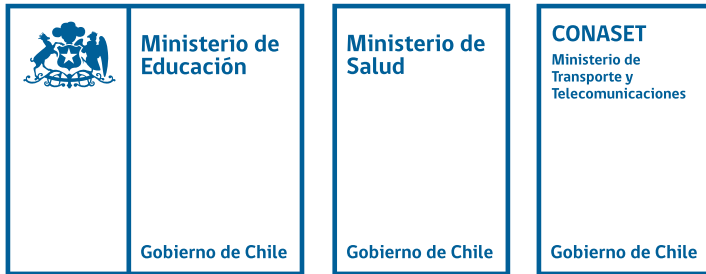 Ministerio de
Educación
Gobierno de Chile
Ministerio de
Salud
Gobierno de Chile
CONASET
Ministerio de
Transporte y
Telecomunicaciones
Gobierno de Chile